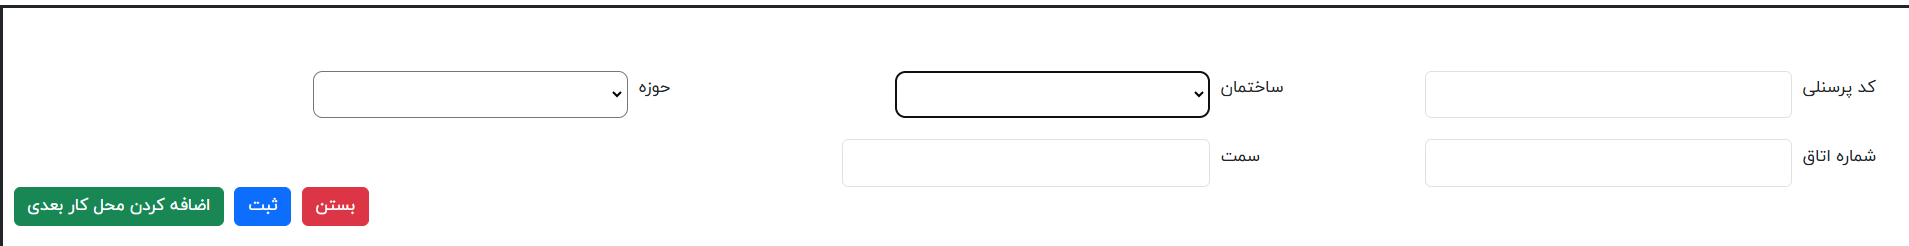 کد پرسنلی ساختمان حوزه
شماره اتاق سمت
بستن ثبت اضافه کردن محل کار بعدی